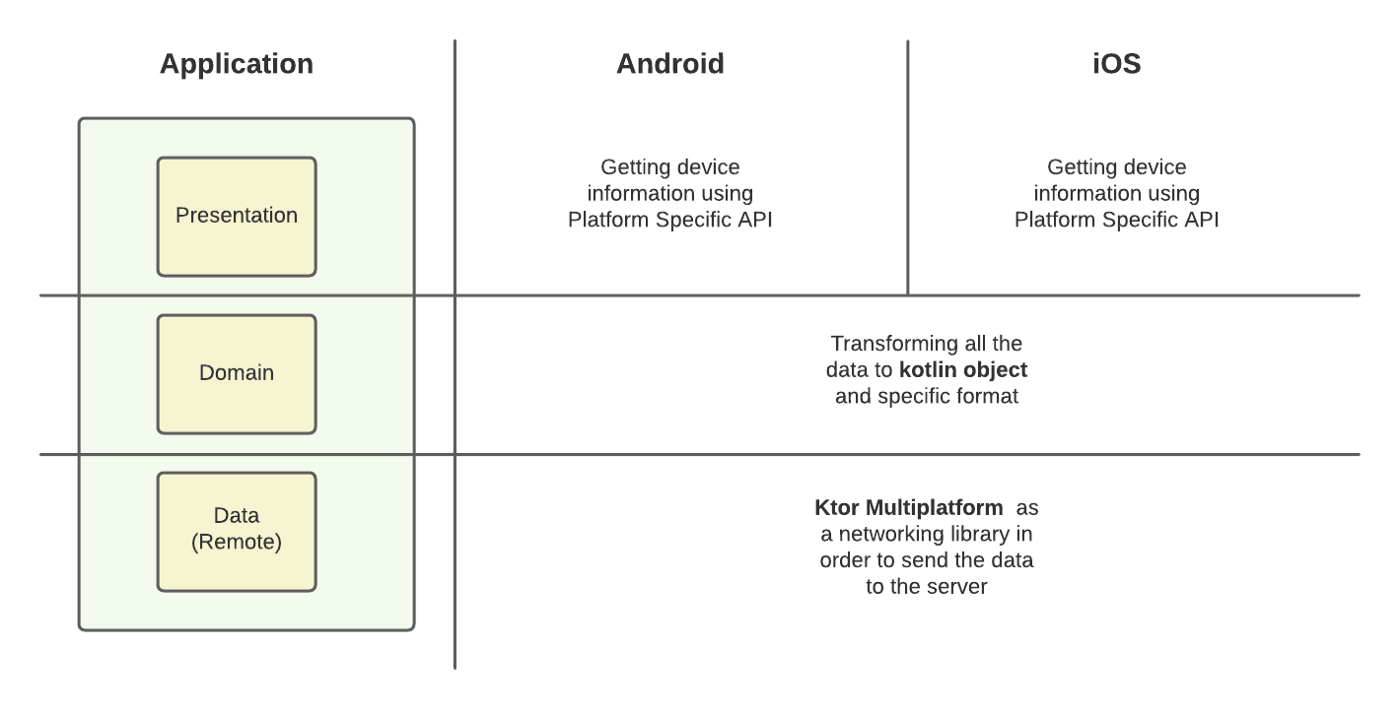 Application
Android
iOS
Presentation
Getting device
information using
Platform Specific API
Getting device
information using
Platform Specific API
Domain
Transforming all the
data to kotlin object
and specific format
Data
(Remote)
Ktor Multiplatform as
a networking library in
order to send the data
to the server